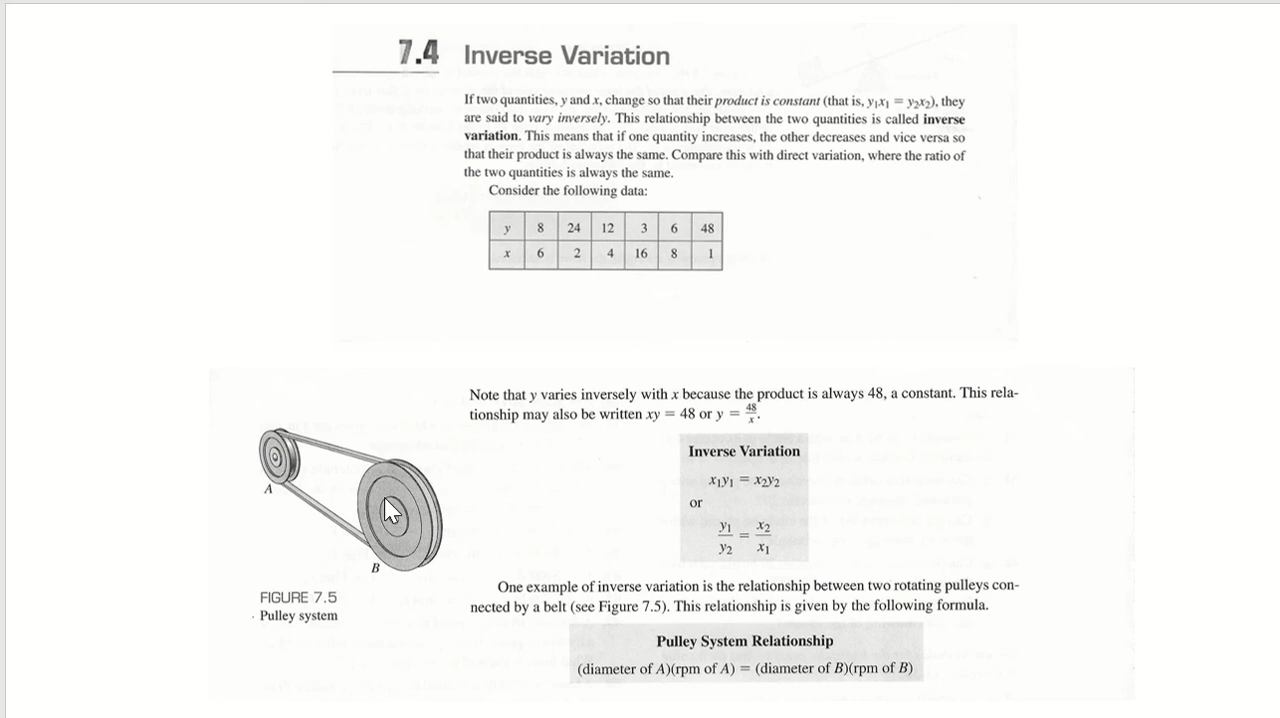 7.4 Inverse Variation
If two quantities, y and x, change so that their product is constant (that is, y₁x₁ = y₂x₂), they
are said to vary inversely. This relationship between the two quantities is called inverse
variation. This means that if one quantity increases, the other decreases and vice versa so
that their product is always the same. Compare this with direct variation, where the ratio of
the two quantities is always the same.
Consider the following data:
y 8 24 12 3 6 48
x 6 2 4 16 8 1
Note that y varies inversely with x because the product is always 48, a constant. This rela-
tionship may also be written xy = 48 or y = 48/x.
Inverse Variation
x₁y₁ = x₂y₂
or
y₁/y₂ = x₂/x₁
A
B
FIGURE 7.5
Pulley system
One example of inverse variation is the relationship between two rotating pulleys con-
nected by a belt (see Figure 7.5). This relationship is given by the following formula.
Pulley System Relationship
(diameter of A)(rpm of A) = (diameter of B)(rpm of B)